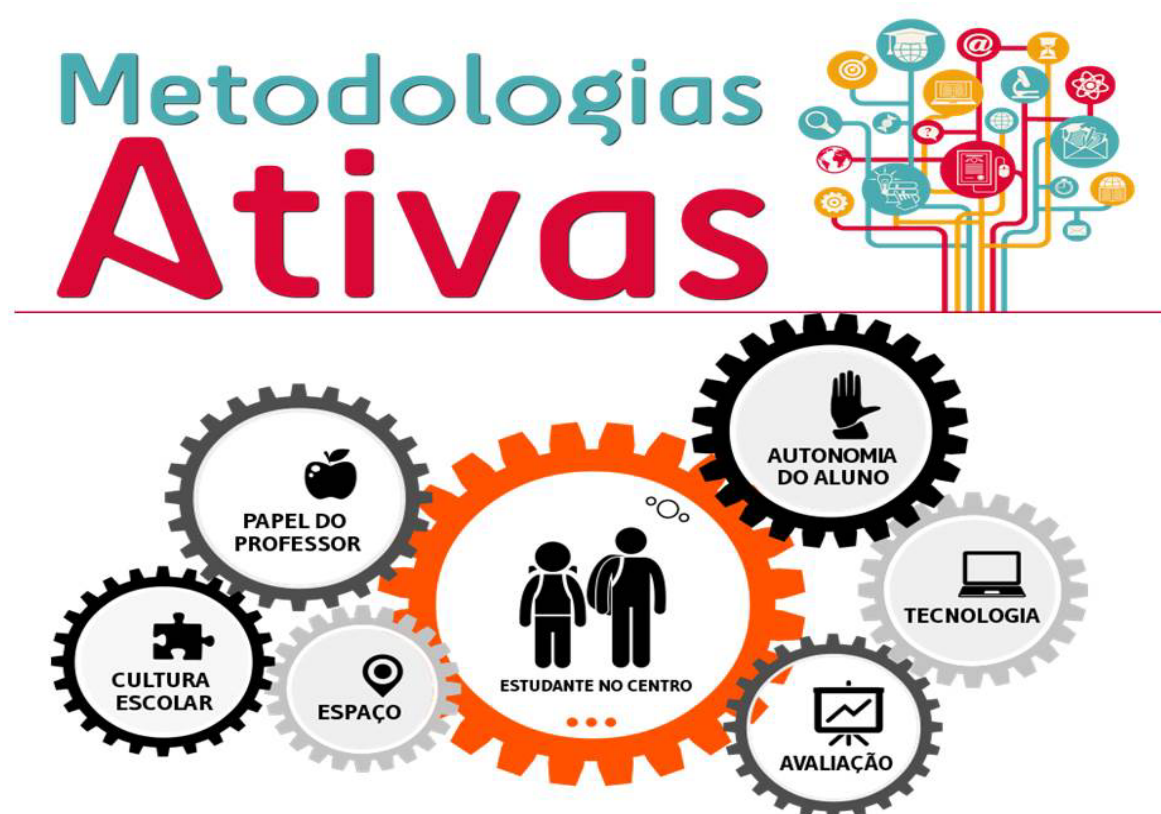 Metodologias
Ativas
AUTONOMIA
DO ALUNO
PAPEL DO
PROFESSOR
TECNOLOGIA
CULTURA
ESCOLAR
ESPAÇO
ESTUDANTE NO CENTRO
AVALIAÇÃO